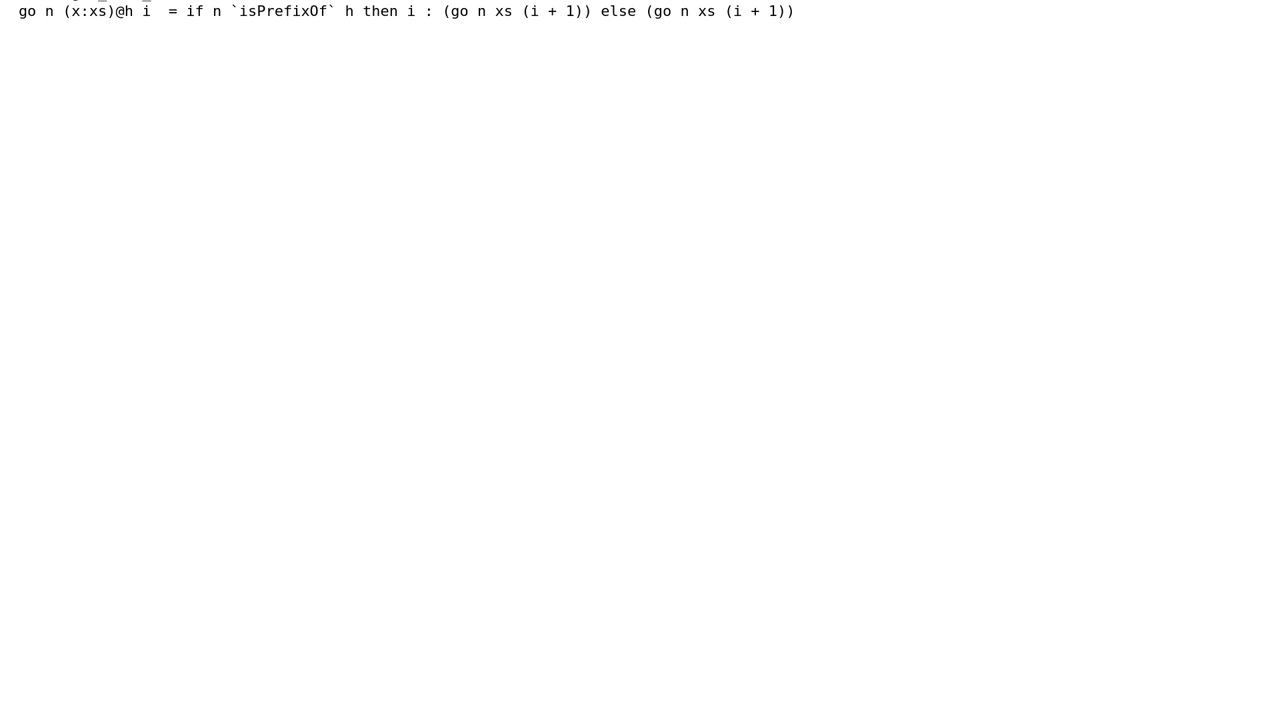 go n (x:xs)@h i  = if n `isPrefixOf` h then i : (go n xs (i + 1)) else (go n xs (i + 1))